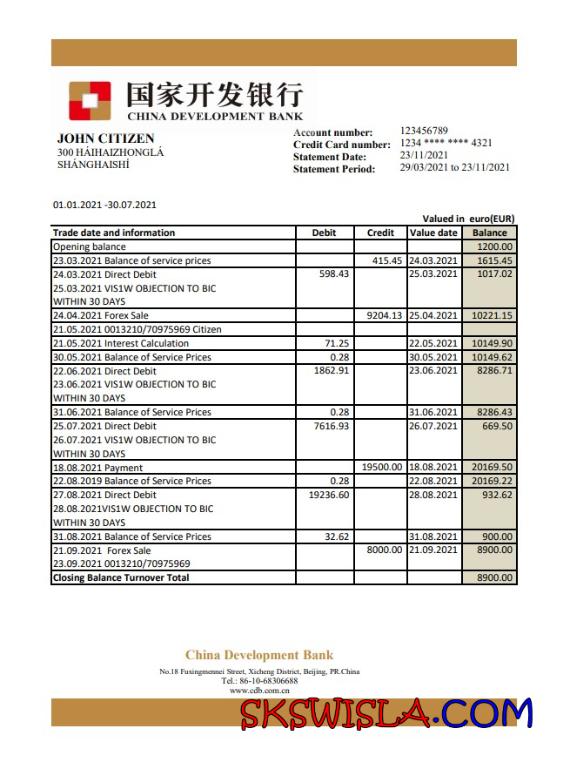 国家开发银行
CHINA DEVELOPMENT BANK
JOHN CITIZEN
300 HÁIHAIZHONGLÁ
SHÁNGHAISHÍ
Account number: 123456789
Credit Card number: 1234 **** **** 4321
Statement Date: 23/11/2021
Statement Period: 29/03/2021 to 23/11/2021
01.01.2021 -30.07.2021
Valued in euro(EUR)
Trade date and information Debit Credit Value date Balance
Opening balance 1200.00
23.03.2021 Balance of service prices 415.45 24.03.2021 1615.45
24.03.2021 Direct Debit 598.43 25.03.2021 1017.02
25.03.2021 VIS1W OBJECTION TO BIC
WITHIN 30 DAYS
24.04.2021 Forex Sale 9204.13 25.04.2021 10221.15
21.05.2021 0013210/70975969 Citizen
21.05.2021 Interest Calculation 71.25 22.05.2021 10149.90
30.05.2021 Balance of Service Prices 0.28 30.05.2021 10149.62
22.06.2021 Direct Debit 1862.91 23.06.2021 8286.71
23.06.2021 VIS1W OBJECTION TO BIC
WITHIN 30 DAYS
31.06.2021 Balance of Service Prices 0.28 31.06.2021 8286.43
25.07.2021 Direct Debit 7616.93 26.07.2021 669.50
26.07.2021 VIS1W OBJECTION TO BIC
WITHIN 30 DAYS
18.08.2021 Payment 19500.00 18.08.2021 20169.50
22.08.2019 Balance of Service Prices 0.28 22.08.2021 20169.22
27.08.2021 Direct Debit 19236.60 28.08.2021 932.62
28.08.2021VIS1W OBJECTION TO BIC
WITHIN 30 DAYS
31.08.2021 Balance of Service Prices 32.62 31.08.2021 900.00
21.09.2021 Forex Sale 8000.00 21.09.2021 8900.00
23.09.2021 0013210/70975969
Closing Balance Turnover Total 8900.00
China Development Bank
No.18 Fuxingmennei Street, Xicheng District, Beijing, PR.China
Tel.: 86-10-68306688
www.cdb.com.cn
SKSWISLA.COM